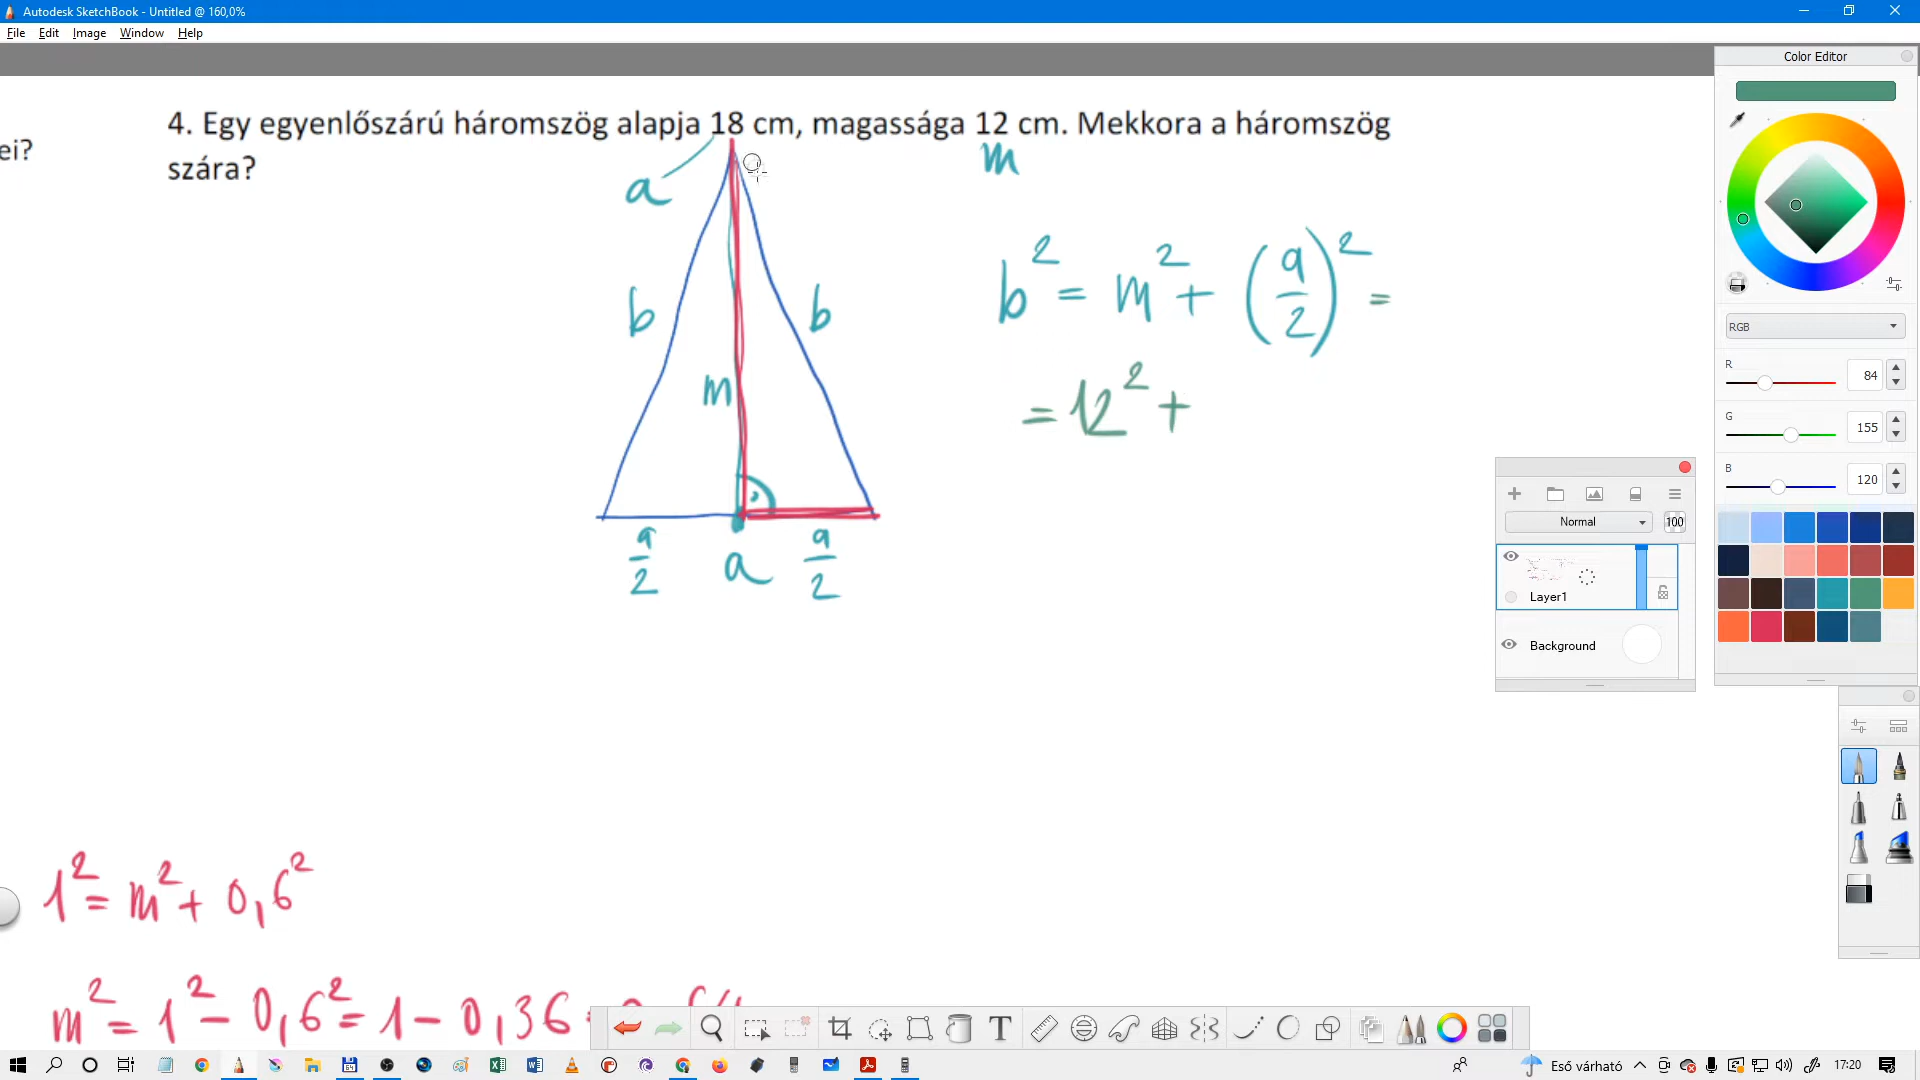 Autodesk SketchBook - Untitled @ 160,0%
File Edit Image Window Help
Color Editor
ei?
4. Egy egyenlőszárú háromszög alapja 18 cm, magassága 12 cm. Mekkora a háromszög
szára?
a
m
b² = m² + (a/2)² =
b b
m
= 12² +
a/2 a a/2
RGB
R 84
G 155
B 120
Normal 100
Layer1
Background
1² = m² + 0,6²
m² = 1² - 0,6² = 1 - 0,36
Eső várható
17:20